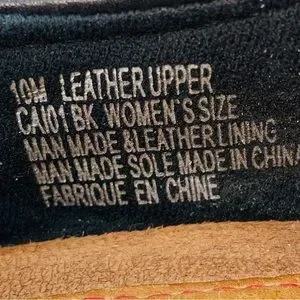 10M LEATHER UPPER
CAI01 BK WOMEN'S SIZE
MAN MADE &LEATHER LINING
MAN MADE SOLE MADE IN CHINA
FABRIQUE EN CHINE